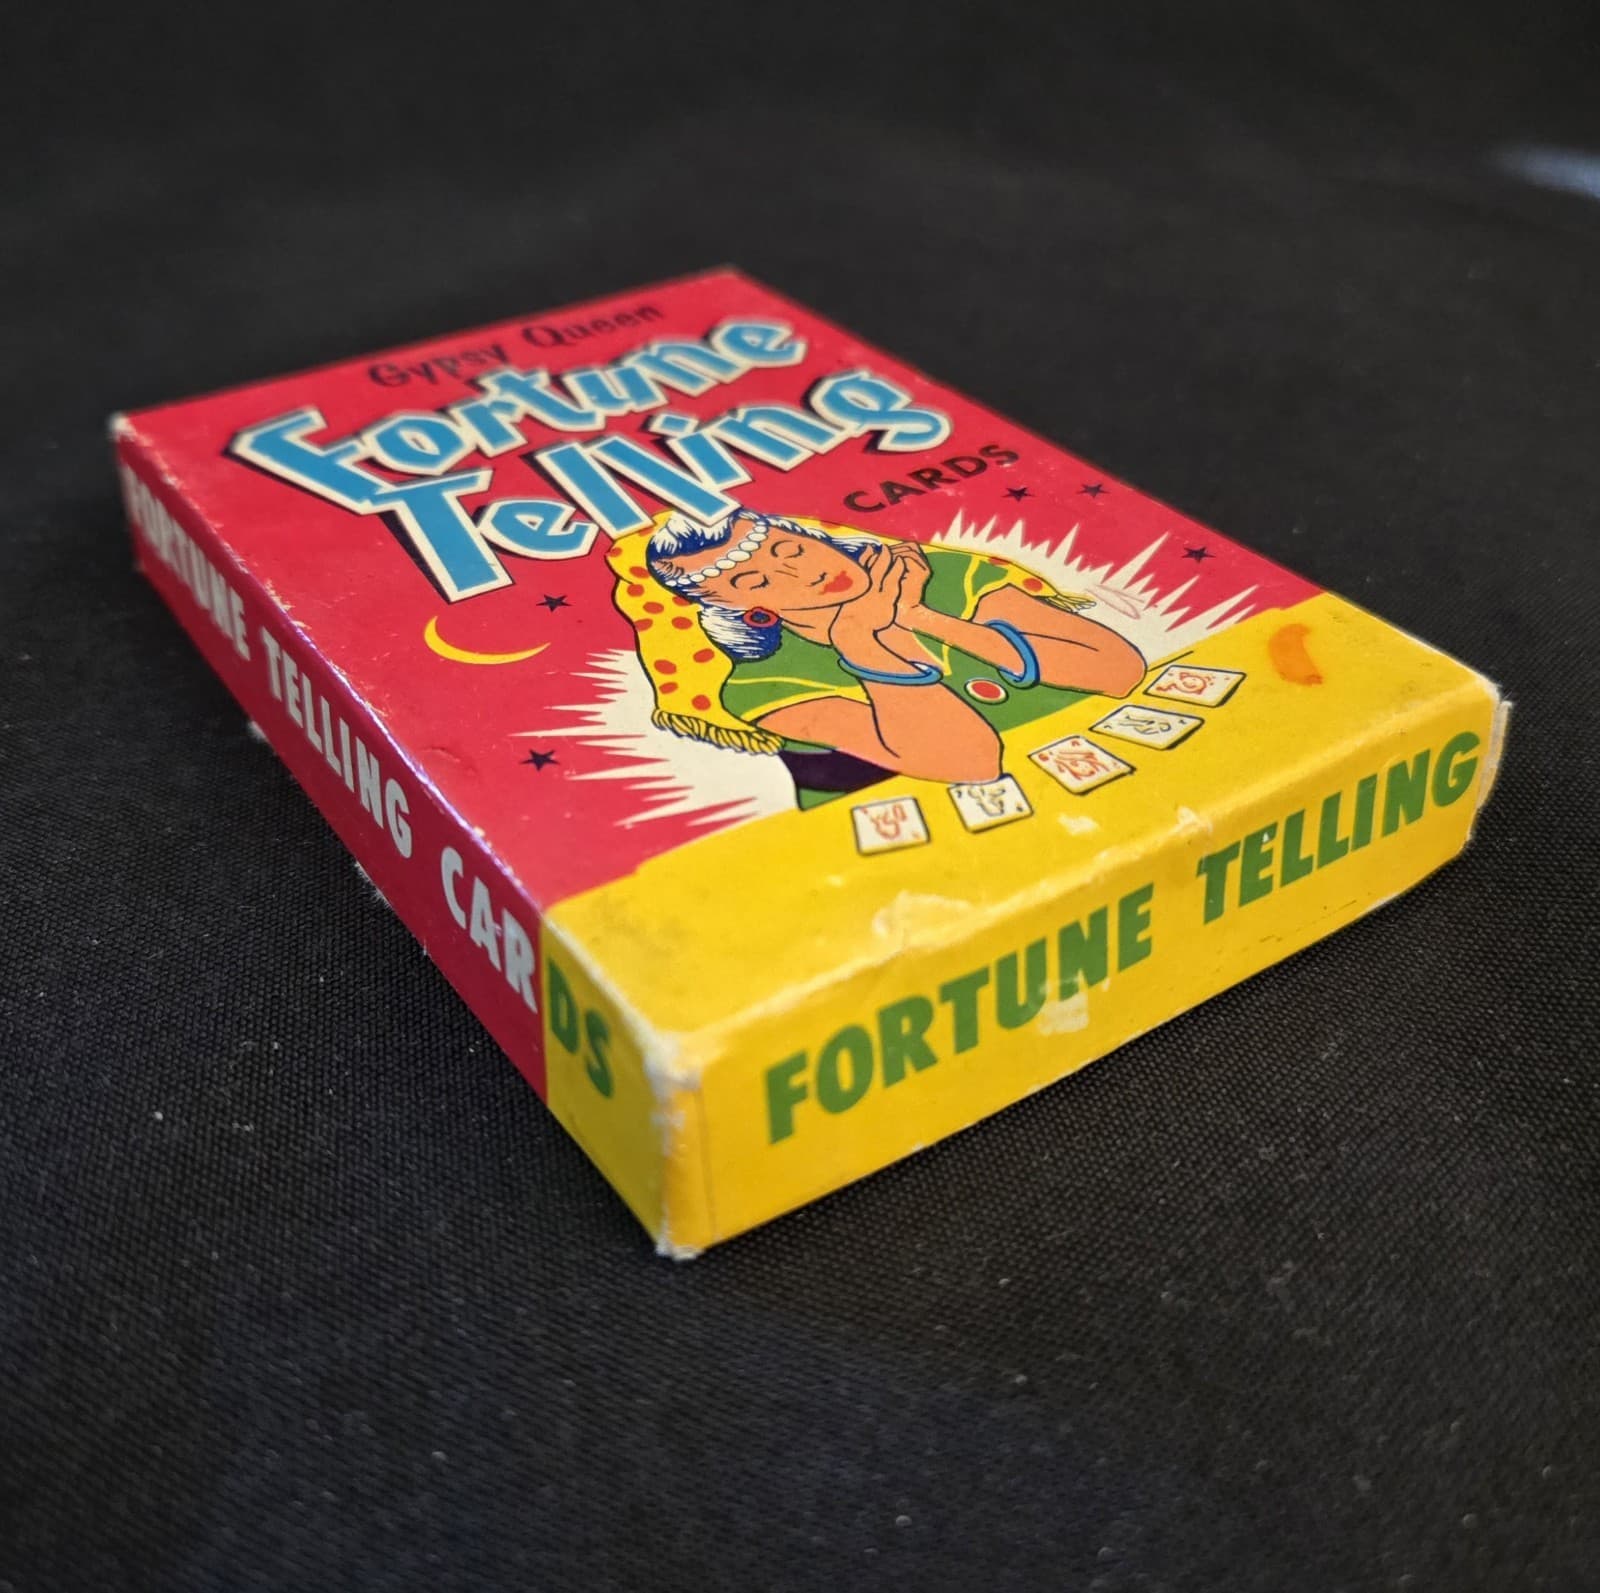 Gypsy Queen
Fortune
Telling
CARDS
FORTUNE TELLING CARDS
FORTUNE TELLING